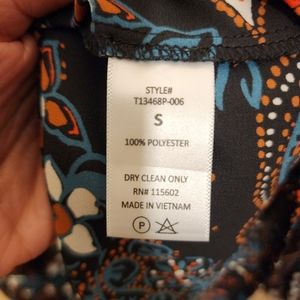 STYLE#
T13468P-006
S
100% POLYESTER
DRY CLEAN ONLY
RN# 115602
MADE IN VIETNAM
P